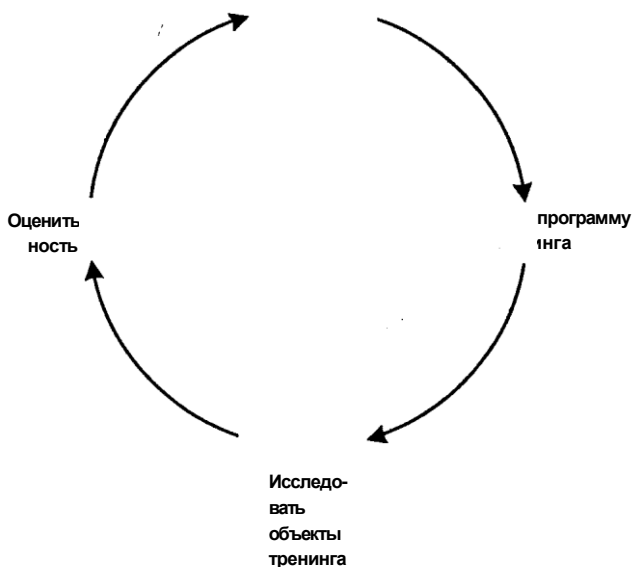 Оценить
ность
программу
инга
Исследо-
вать
объекты
тренинга